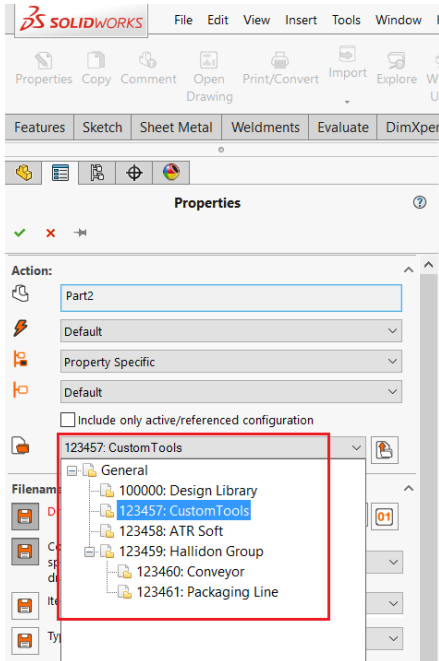 SOLIDWORKS File Edit View Insert Tools Window
Properties Copy Comment Open Drawing Print/Convert Import Explore
Features Sketch Sheet Metal Weldments Evaluate DimXper
Properties
Action:
Part2
Default
Property Specific
Default
Include only active/referenced configuration
123457: CustomTools
General
100000: Design Library
123457: CustomTools
123458: ATR Soft
123459: Hallidon Group
123460: Conveyor
123461: Packaging Line
Filenam
01